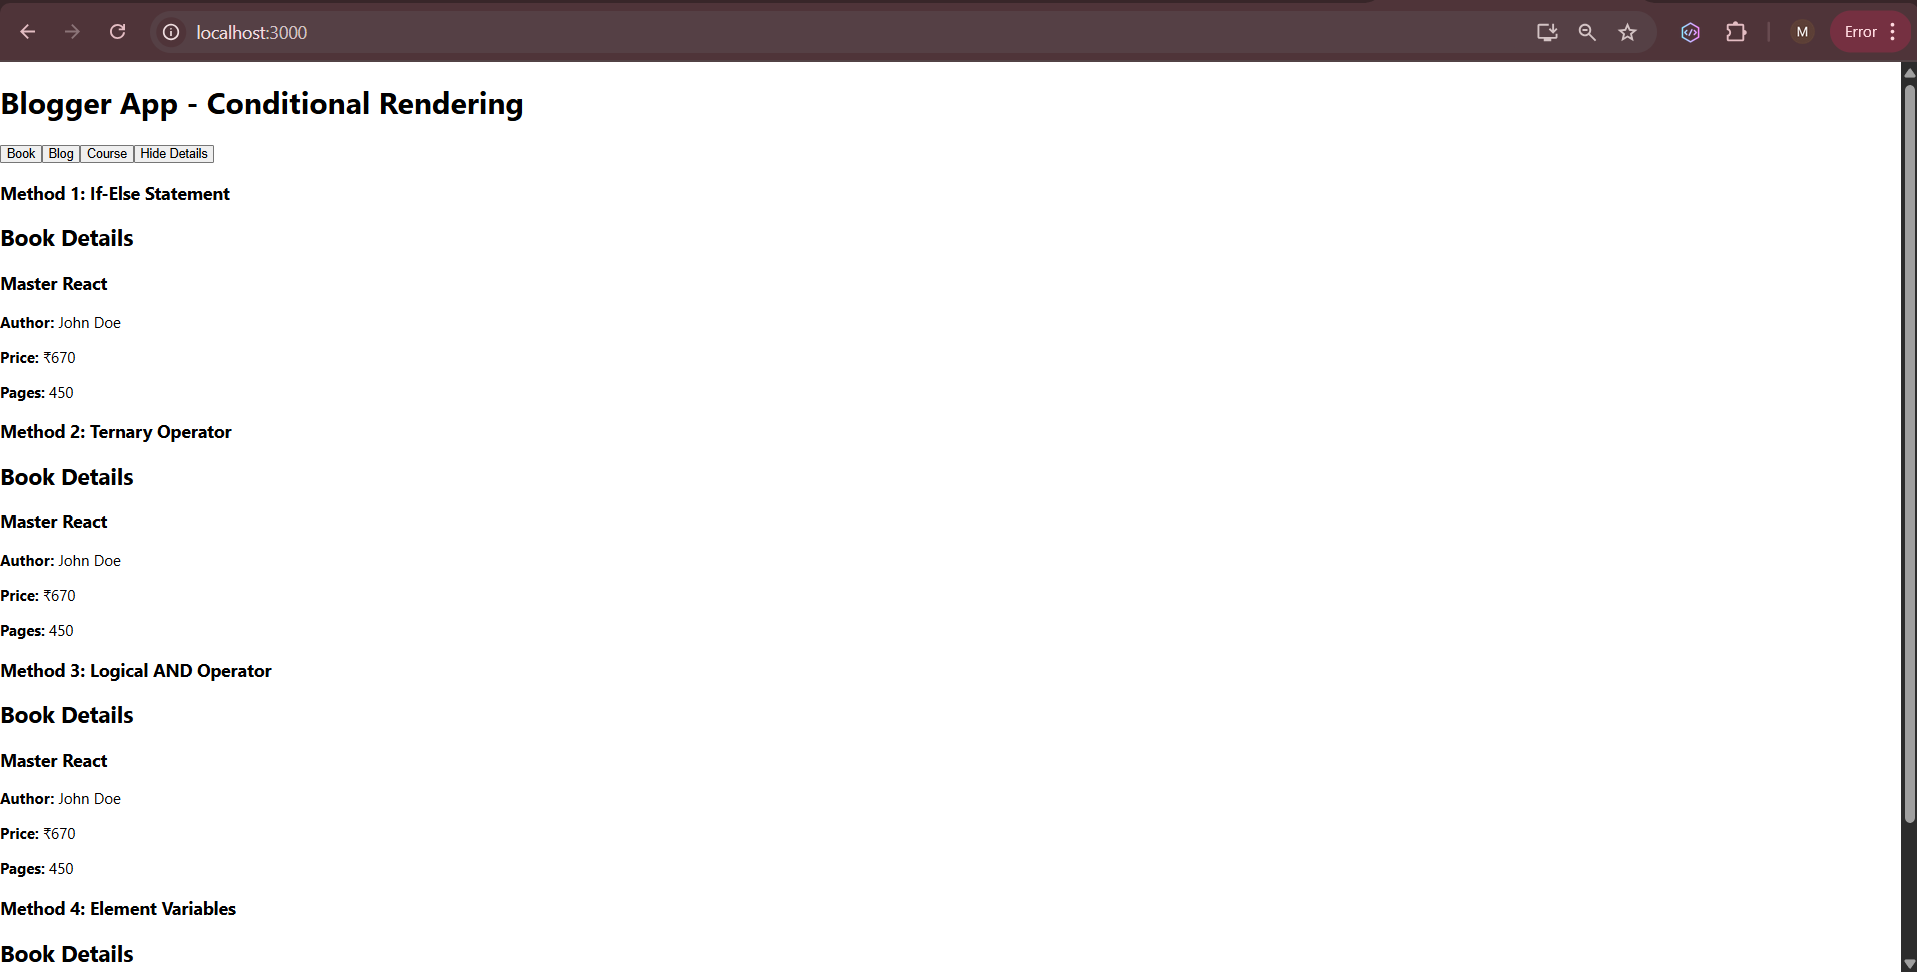 localhost:3000
M
Error
Blogger App - Conditional Rendering
Book Blog Course Hide Details
Method 1: If-Else Statement
Book Details
Master React
Author: John Doe
Price: ₹670
Pages: 450
Method 2: Ternary Operator
Book Details
Master React
Author: John Doe
Price: ₹670
Pages: 450
Method 3: Logical AND Operator
Book Details
Master React
Author: John Doe
Price: ₹670
Pages: 450
Method 4: Element Variables
Book Details